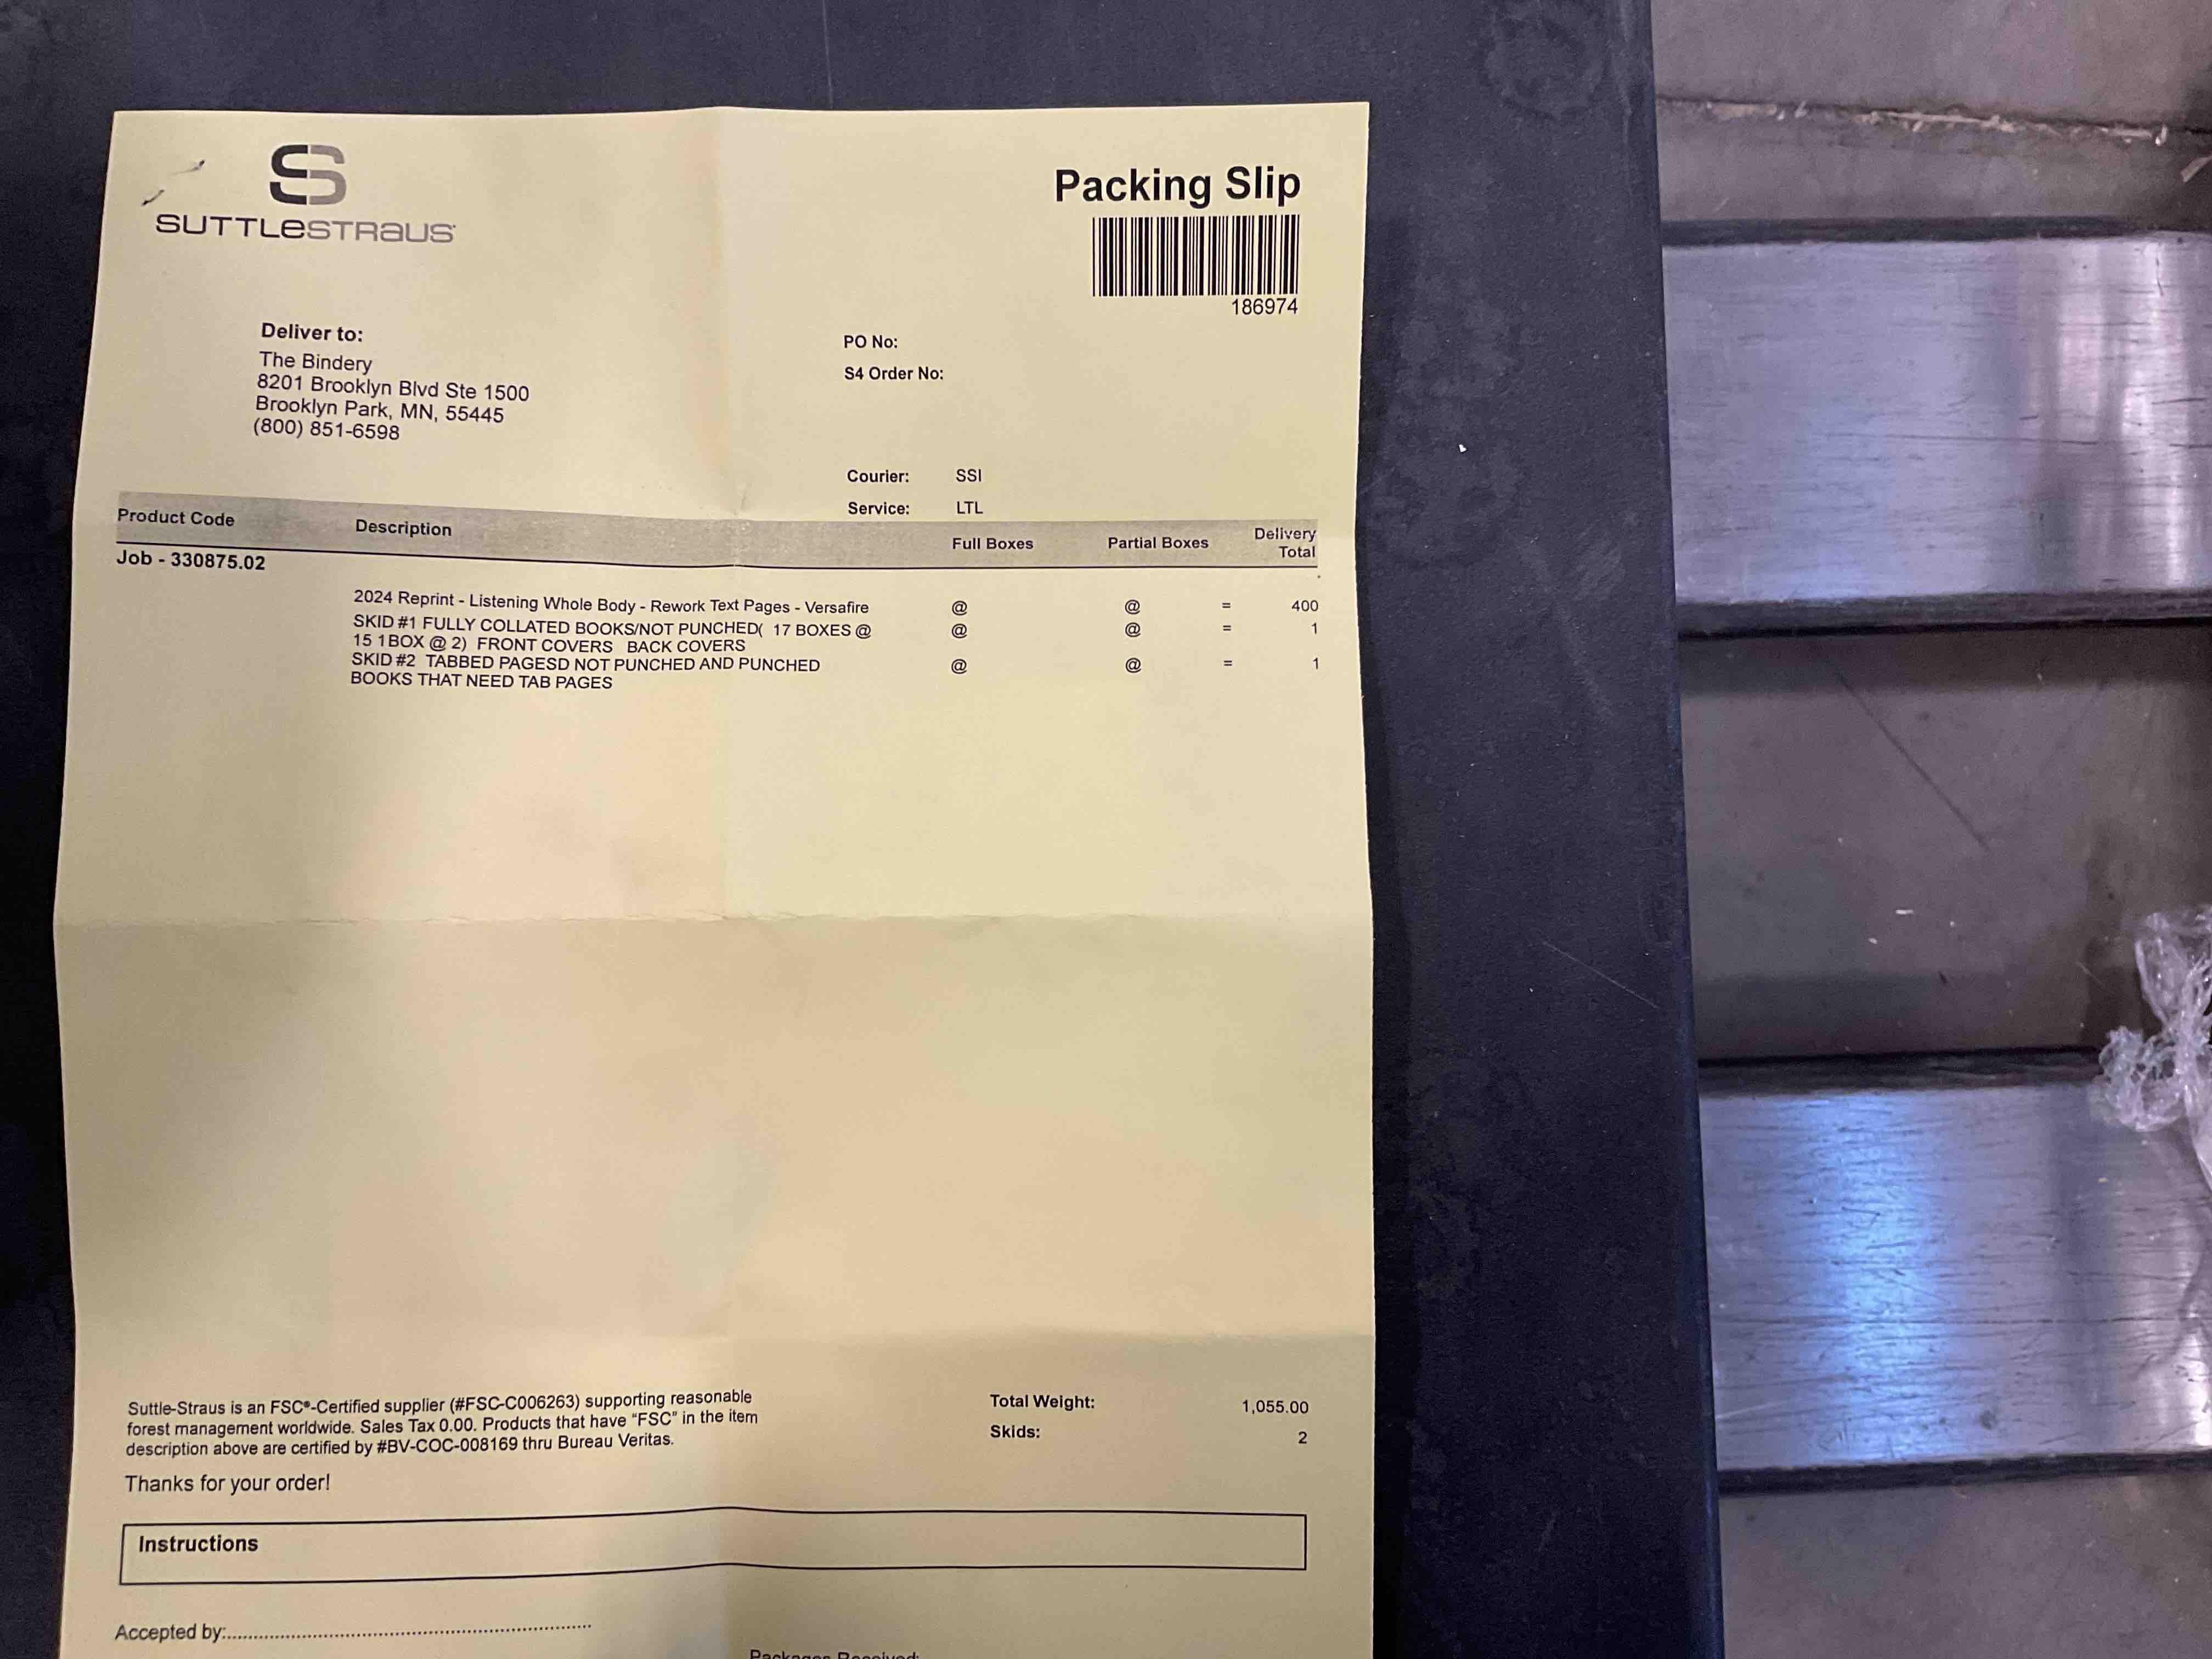 SUTTLESTRAUS
Packing Slip
186974
Deliver to:
The Bindery
8201 Brooklyn Blvd Ste 1500
Brooklyn Park, MN, 55445
(800) 851-6598
PO No:
S4 Order No:
Courier: SSI
Service: LTL
Product Code Description Full Boxes Partial Boxes Delivery Total
Job - 330875.02
2024 Reprint - Listening Whole Body - Rework Text Pages - Versafire @ @ = 400
SKID #1 FULLY COLLATED BOOKS/NOT PUNCHED( 17 BOXES @ @ @ = 1
15 1BOX @ 2) FRONT COVERS BACK COVERS
SKID #2 TABBED PAGESD NOT PUNCHED AND PUNCHED @ @ = 1
BOOKS THAT NEED TAB PAGES
Suttle-Straus is an FSC®-Certified supplier (#FSC-C006263) supporting reasonable
forest management worldwide. Sales Tax 0.00. Products that have “FSC” in the item
description above are certified by #BV-COC-008169 thru Bureau Veritas.
Total Weight: 1,055.00
Skids: 2
Thanks for your order!
Instructions
Accepted by:
Packages Received: